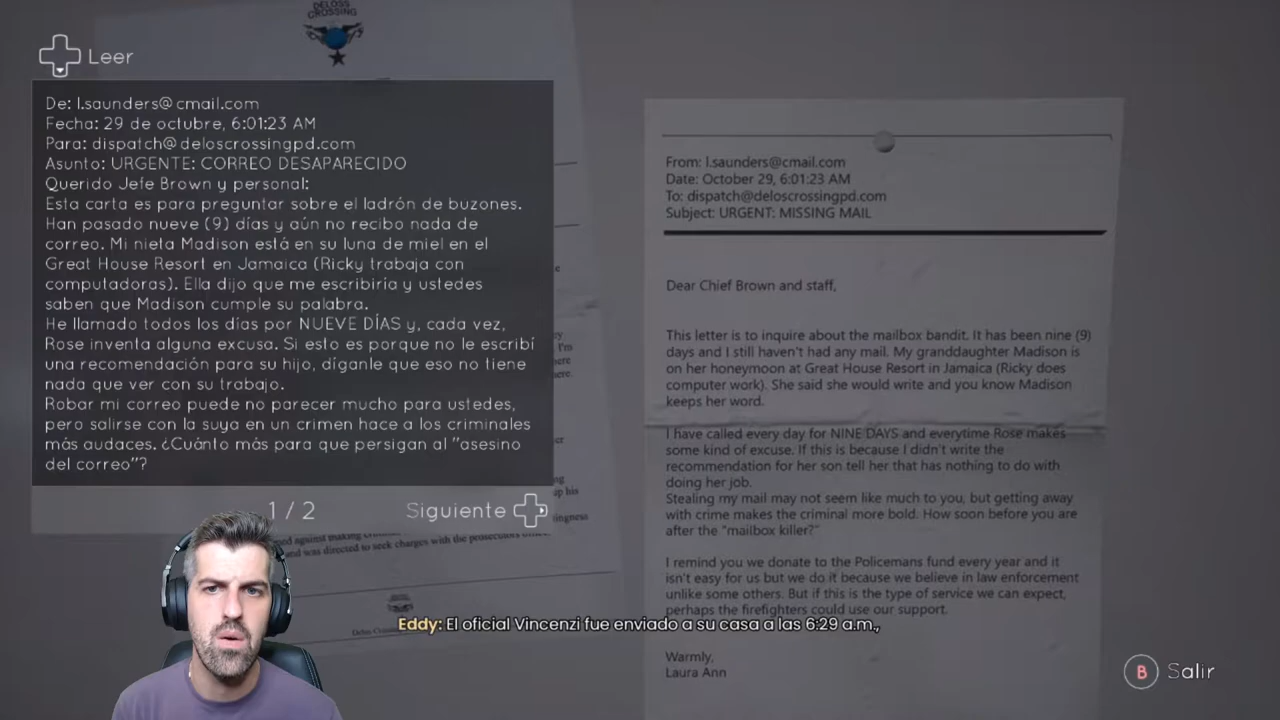 DELOSS
CROSSING
Leer
De: l.saunders@cmail.com
Fecha: 29 de octubre, 6:01:23 AM
Para: dispatch@deloscrossingpd.com
Asunto: URGENTE: CORREO DESAPARECIDO
Querido Jefe Brown y personal:
Esta carta es para preguntar sobre el ladrón de buzones.
Han pasado nueve (9) días y aún no recibo nada de
correo. Mi nieta Madison está en su luna de miel en el
Great House Resort en Jamaica (Ricky trabaja con
computadoras). Ella dijo que me escribiría y ustedes
saben que Madison cumple su palabra.
He llamado todos los días por NUEVE DÍAS y, cada vez,
Rose inventa alguna excusa. Si esto es porque no le escribí
una recomendación para su hijo, díganle que eso no tiene
nada que ver con su trabajo.
Robar mi correo puede no parecer mucho para ustedes,
pero salirse con la suya en un crimen hace a los criminales
más audaces. ¿Cuánto más para que persigan al "asesino
del correo"?
1 / 2
Siguiente
From: l.saunders@cmail.com
Date: October 29, 6:01:23 AM
To: dispatch@deloscrossingpd.com
Subject: URGENT: MISSING MAIL
Dear Chief Brown and staff,
This letter is to inquire about the mailbox bandit. It has been nine (9)
days and I still haven't had any mail. My granddaughter Madison is
on her honeymoon at Great House Resort in Jamaica (Ricky does
computer work). She said she would write and you know Madison
keeps her word.
I have called every day for NINE DAYS and everytime Rose makes
some kind of excuse. If this is because I didn't write the
recommendation for her son tell her that has nothing to do with
doing her job.
Stealing my mail may not seem like much to you, but getting away
with crime makes the criminal more bold. How soon before you are
after the "mailbox killer?"
I remind you we donate to the Policemans fund every year and it
isn't easy for us but we do it because we believe in law enforcement
unlike some others. But if this is the type of service we can expect,
perhaps the firefighters could use our support.
Warmly,
Laura Ann
and was directed to seek charges with the prosecutors
Eddy: El oficial Vincenzi fue enviado a su casa a las 6:29 a.m.,
B Salir